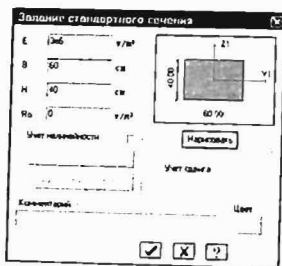 Задание стандартного сечения
E 3e6 т/м²
B 60 см
H 40 см
Ro 0 т/м³
Учет нелинейности
Z1
Y1
40.00
60.00
Нарисовать
Учет сдвига
Комментарий
Цвет
?